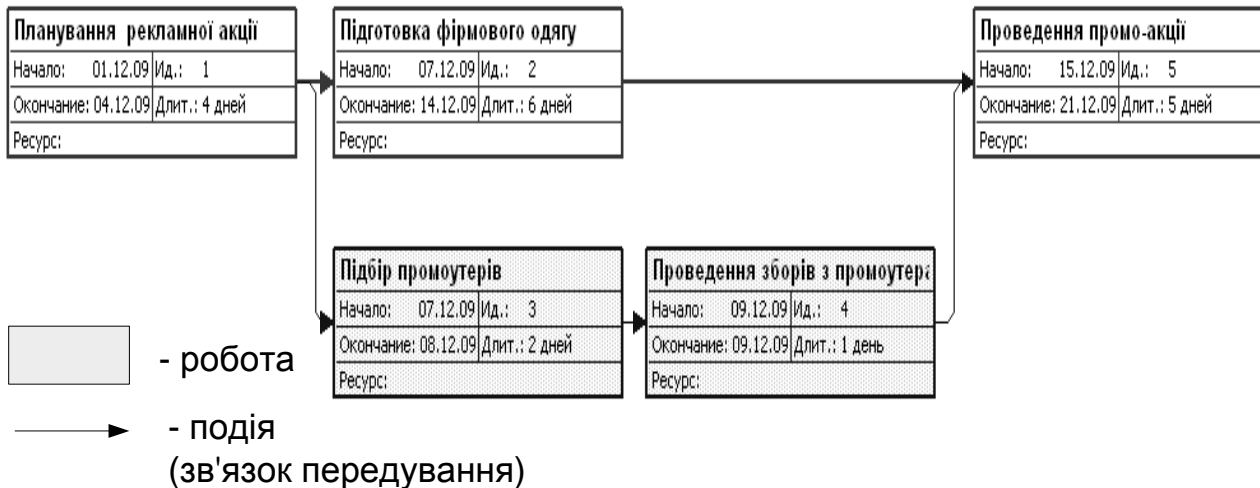 Планування рекламної акції
Начало: 01.12.09 Ид.: 1
Окончание: 04.12.09 Длит.: 4 дней
Ресурс:
Підготовка фірмового одягу
Начало: 07.12.09 Ид.: 2
Окончание: 14.12.09 Длит.: 6 дней
Ресурс:
Проведення промо-акції
Начало: 15.12.09 Ид.: 5
Окончание: 21.12.09 Длит.: 5 дней
Ресурс:
Підбір промоутерів
Начало: 07.12.09 Ид.: 3
Окончание: 08.12.09 Длит.: 2 дней
Ресурс:
Проведення зборів з промоутера
Начало: 09.12.09 Ид.: 4
Окончание: 09.12.09 Длит.: 1 день
Ресурс:
- робота
- подія
(зв'язок передування)